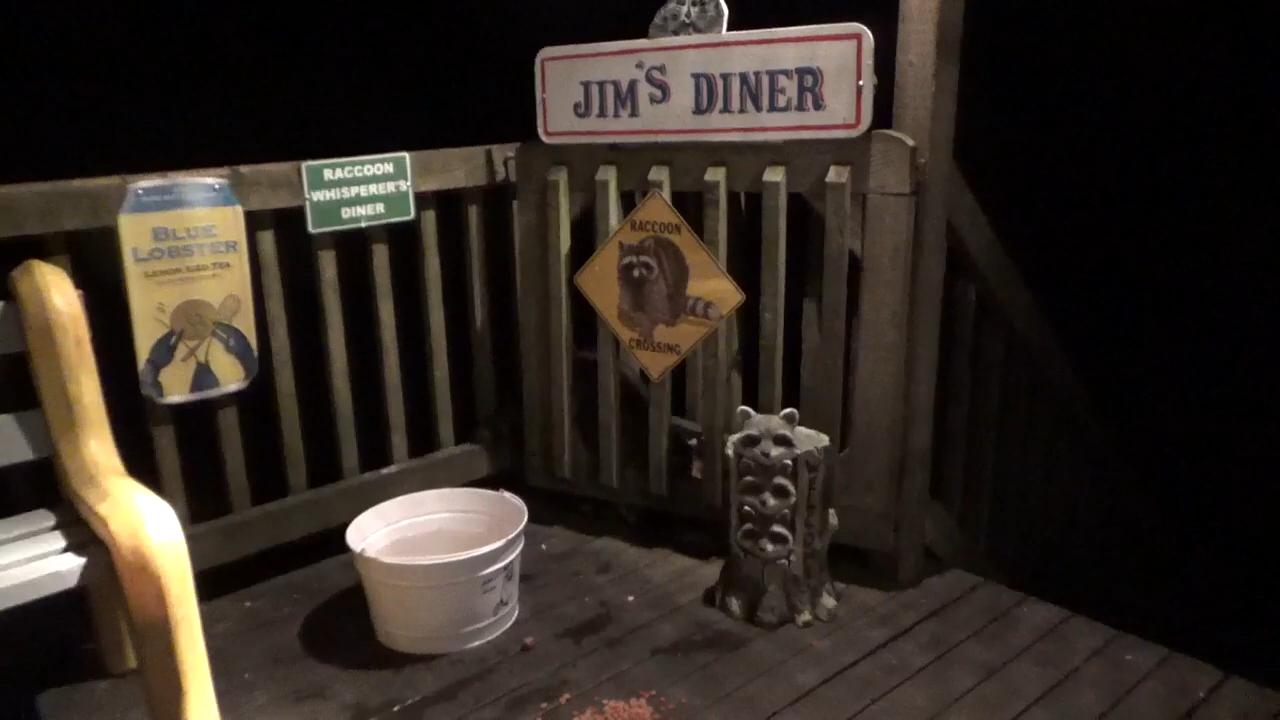 JIM'S DINER
RACCOON
WHISPERER'S
DINER
BLUE
LOBSTER
LEMON ICED TEA
RACCOON
CROSSING